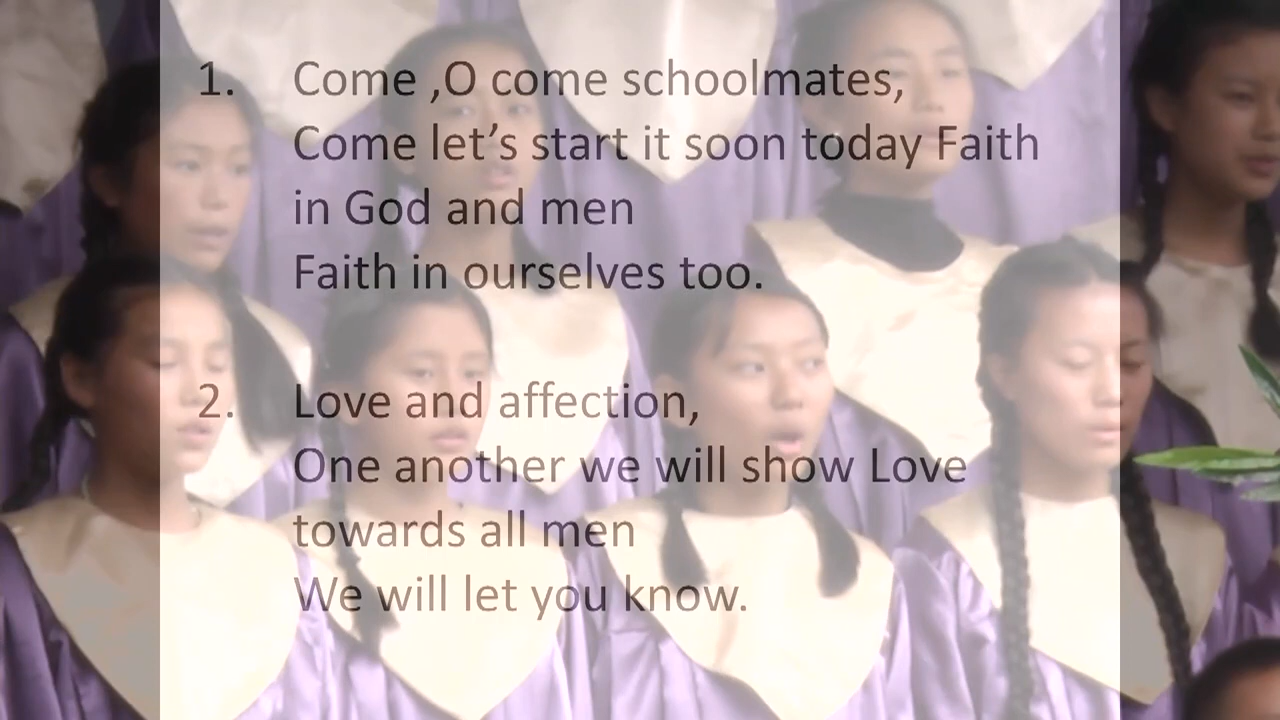 1. Come ,O come schoolmates,
Come let’s start it soon today Faith
in God and men
Faith in ourselves too.
2. Love and affection,
One another we will show Love
towards all men
We will let you know.